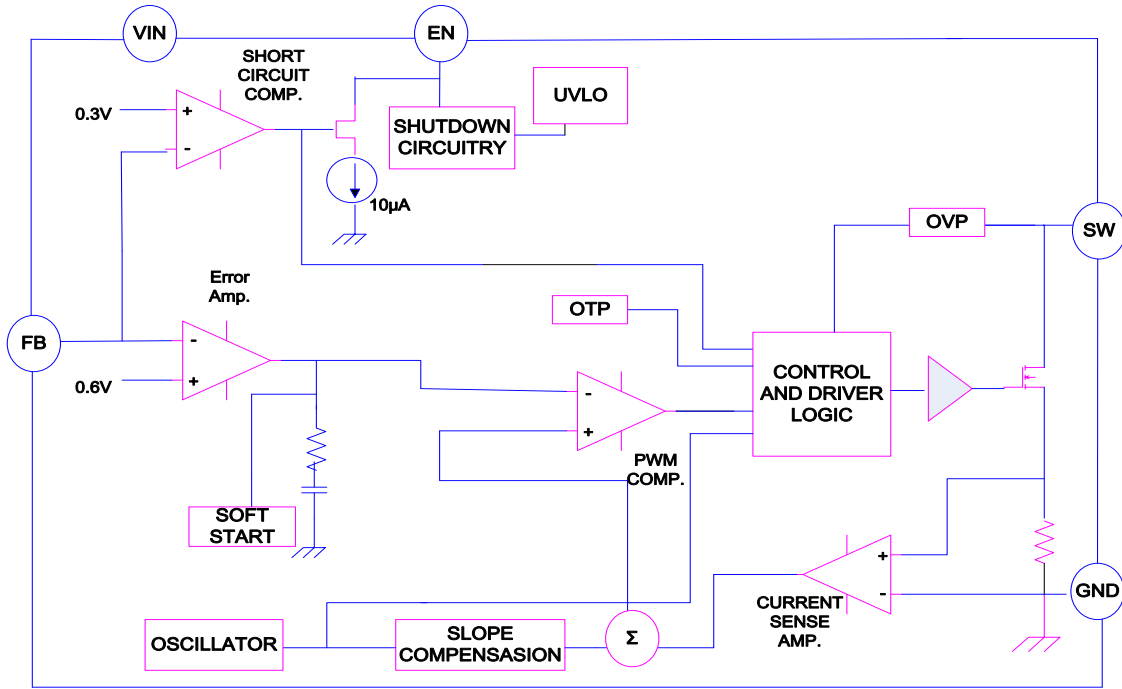 VIN
EN
SHORT
CIRCUIT
COMP.
UVLO
0.3V
+
-
SHUTDOWN
CIRCUITRY
10µA
OVP
SW
Error
Amp.
OTP
FB
-
+
0.6V
CONTROL
AND DRIVER
LOGIC
-
+
PWM
COMP.
SOFT
START
+
-
GND
CURRENT
SENSE
AMP.
OSCILLATOR
SLOPE
COMPENSASION
Σ